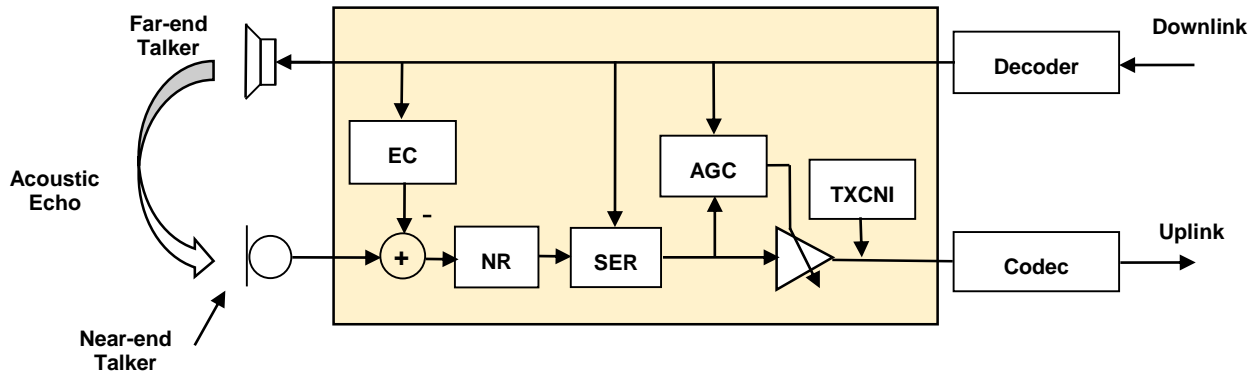 Far-end
Talker
Downlink
Decoder
EC
AGC
TXCNI
Acoustic
Echo
-
+
NR
SER
Uplink
Codec
Near-end
Talker